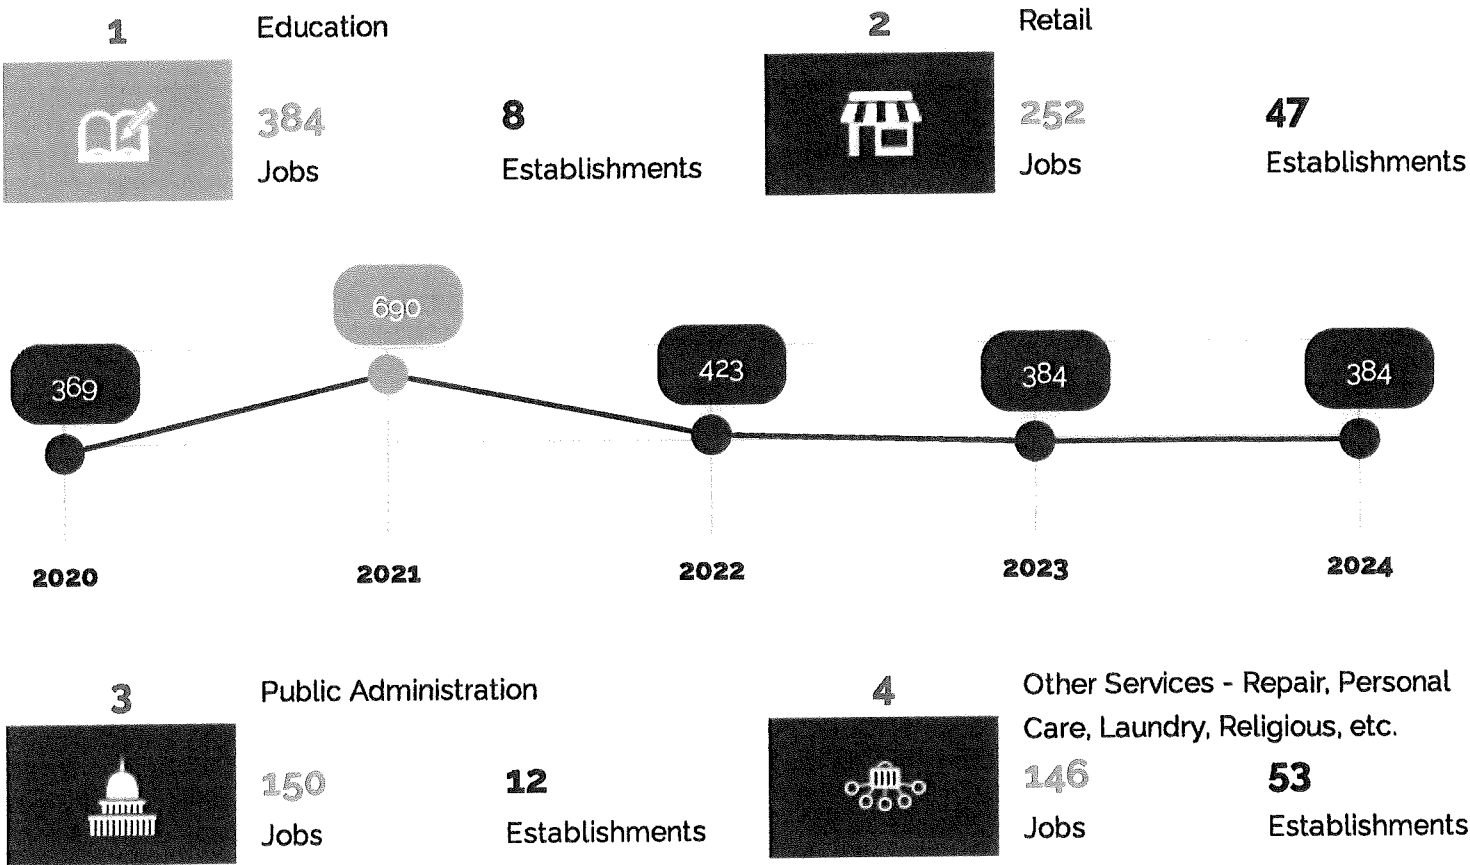 1
Education
384
Jobs
8
Establishments
2
Retail
252
Jobs
47
Establishments
369
690
423
384
384
2020
2021
2022
2023
2024
3
Public Administration
150
Jobs
12
Establishments
4
Other Services - Repair, Personal
Care, Laundry, Religious, etc.
146
Jobs
53
Establishments